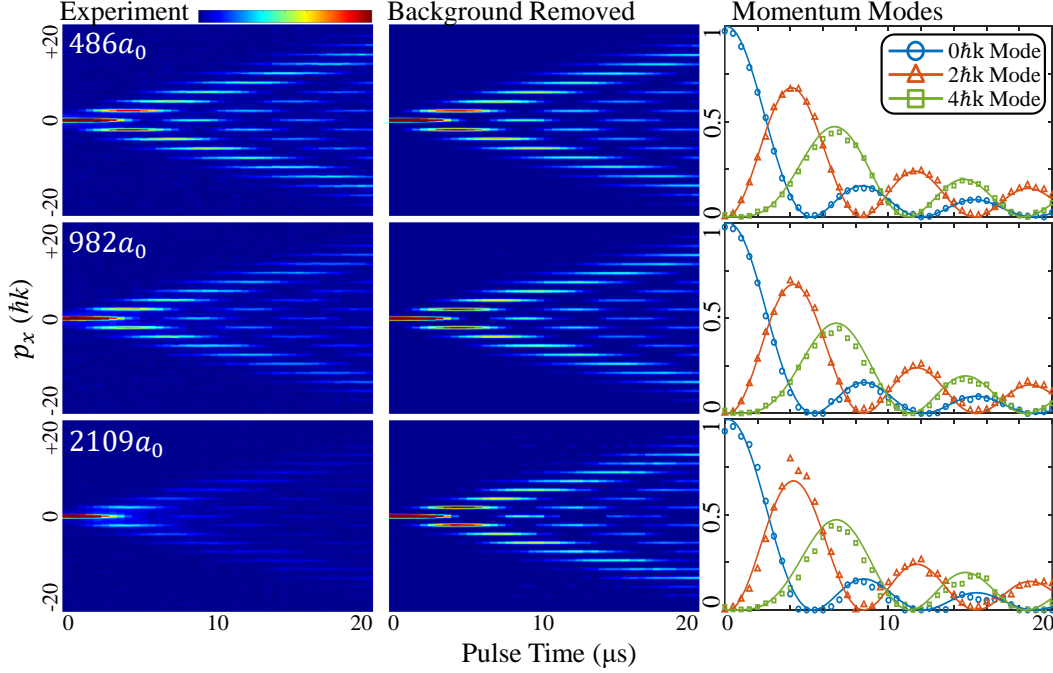 Experiment
Background Removed
Momentum Modes
486a₀
982a₀
2109a₀
0ħk Mode
2ħk Mode
4ħk Mode
+20
0
-20
+20
0
-20
+20
0
-20
pₓ (ħk)
1
0.5
0
1
0.5
0
1
0.5
0
0
10
20
0
10
20
0
10
20
Pulse Time (μs)